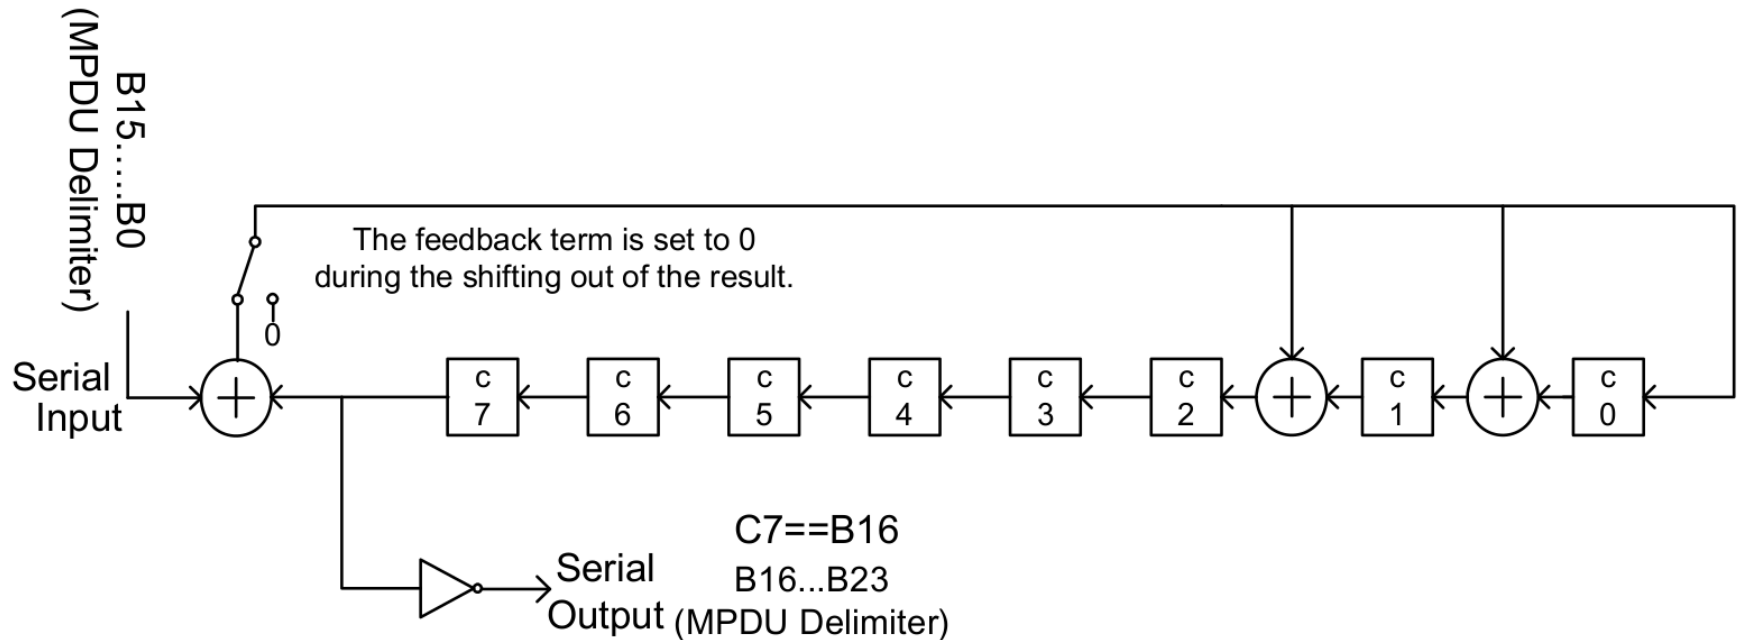 (MPDU Delimiter)
B15......B0
The feedback term is set to 0
during the shifting out of the result.
0
Serial
Input
c
7
c
6
c
5
c
4
c
3
c
2
+
c
1
+
c
0
+
C7==B16
Serial
Output
B16...B23
(MPDU Delimiter)